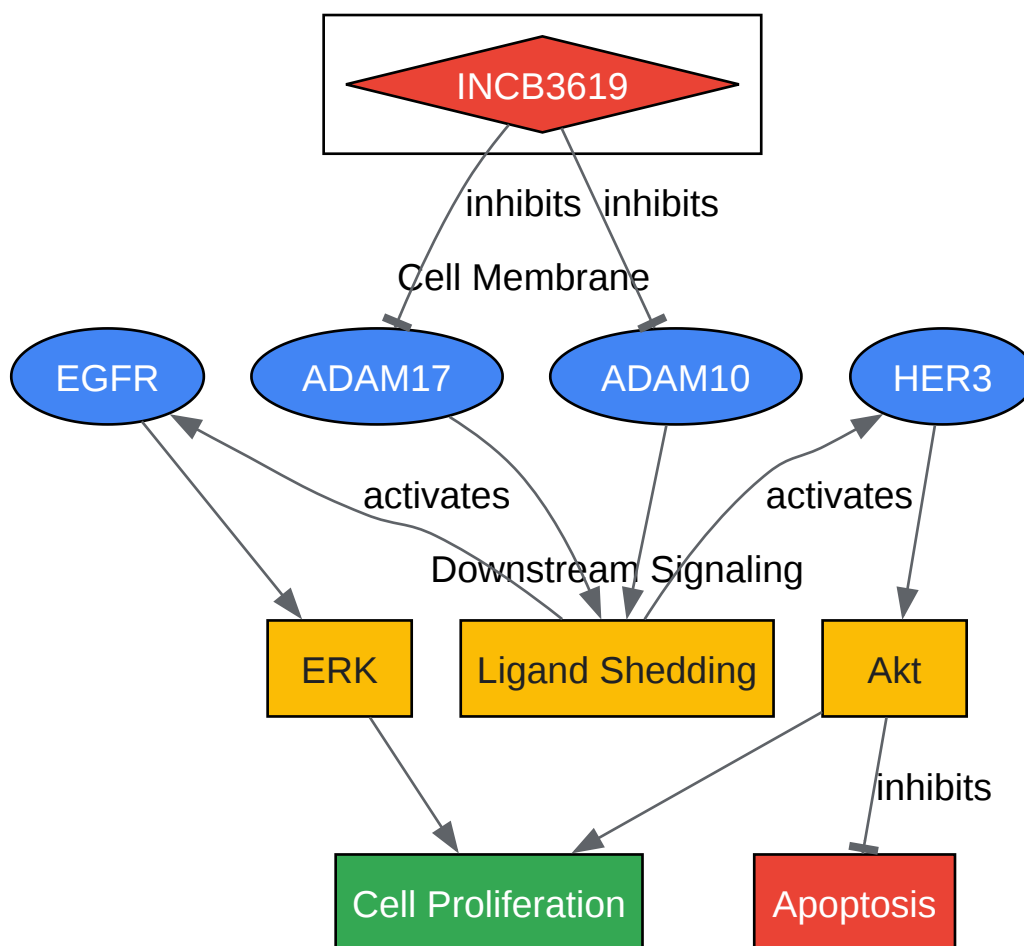 INCB3619
inhibits
inhibits
Cell Membrane
EGFR
ADAM17
ADAM10
HER3
activates
activates
Downstream Signaling
ERK
Ligand Shedding
Akt
inhibits
Cell Proliferation
Apoptosis